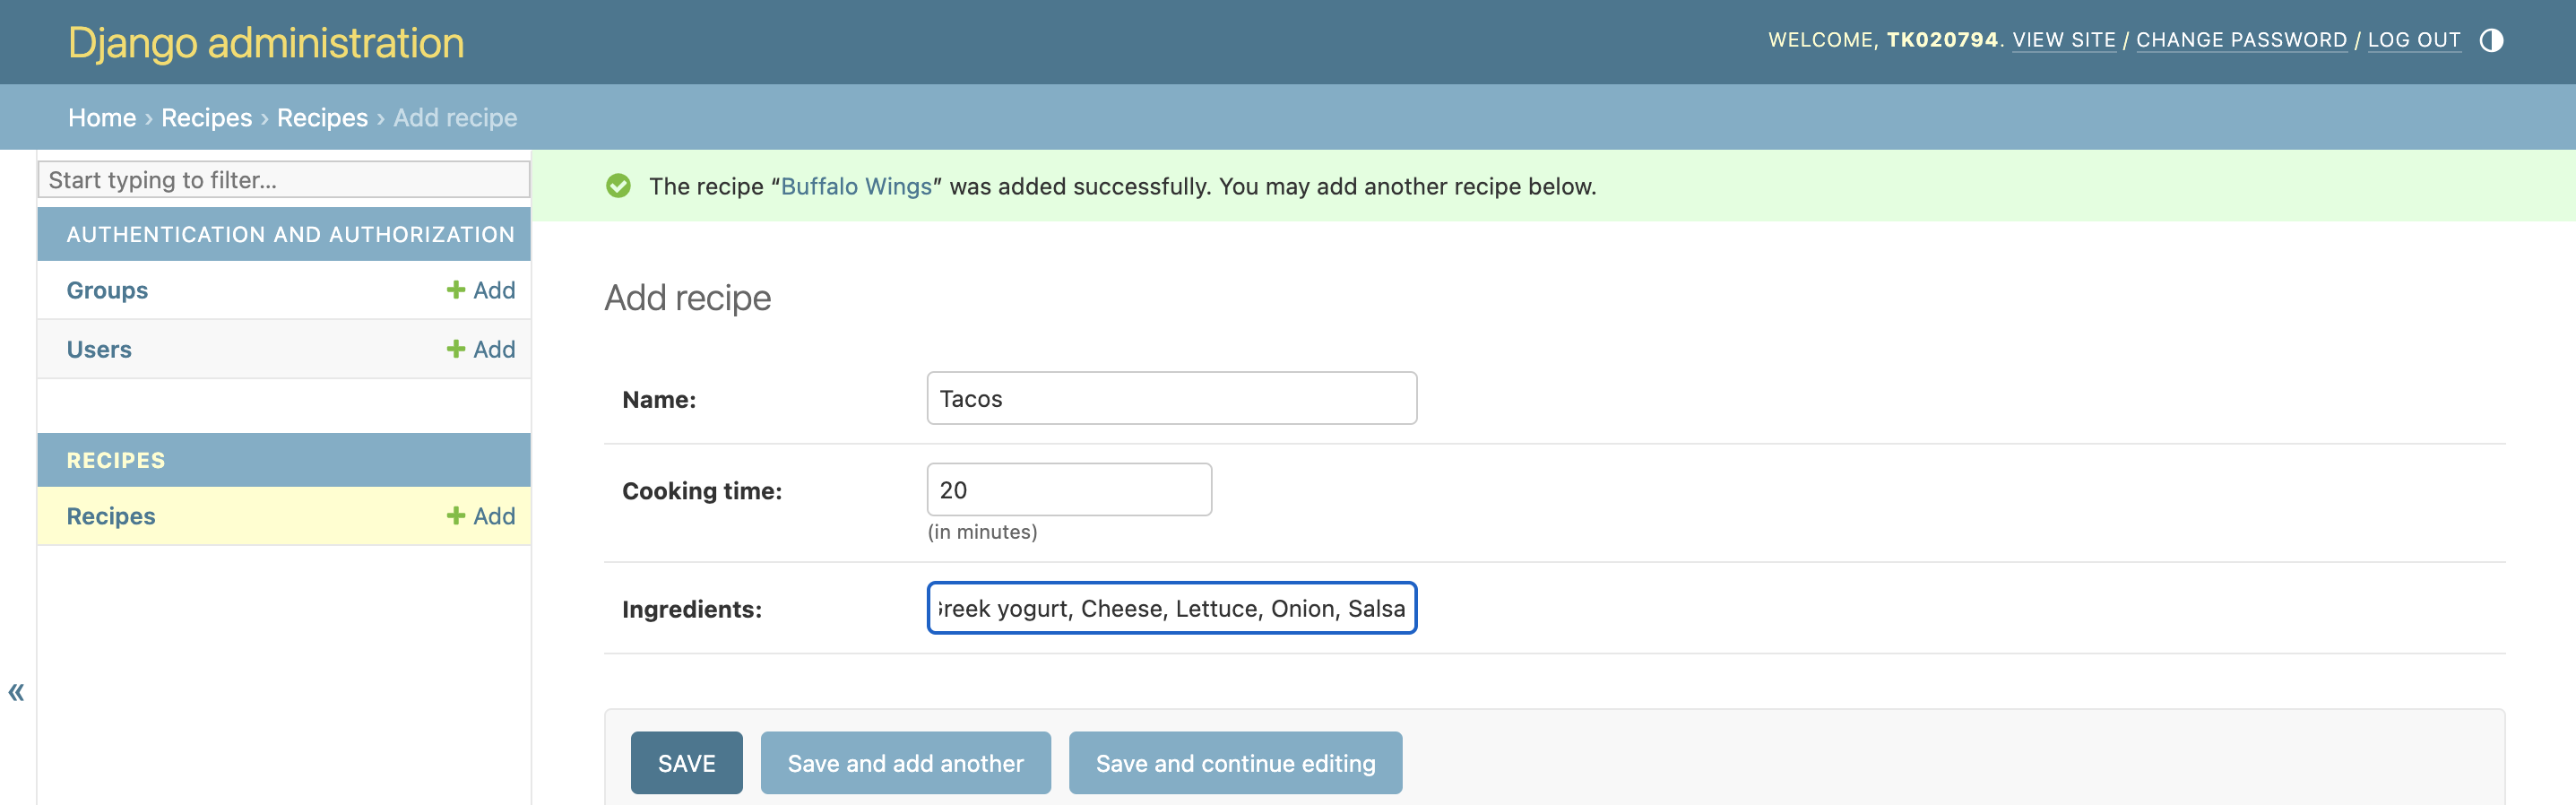 Django administration
WELCOME, TK020794. VIEW SITE / CHANGE PASSWORD / LOG OUT
Home › Recipes › Recipes › Add recipe
Start typing to filter...
AUTHENTICATION AND AUTHORIZATION
Groups + Add
Users + Add
RECIPES
Recipes + Add
«
The recipe “Buffalo Wings” was added successfully. You may add another recipe below.
Add recipe
Name: Tacos
Cooking time: 20
(in minutes)
Ingredients: reek yogurt, Cheese, Lettuce, Onion, Salsa
SAVE Save and add another Save and continue editing